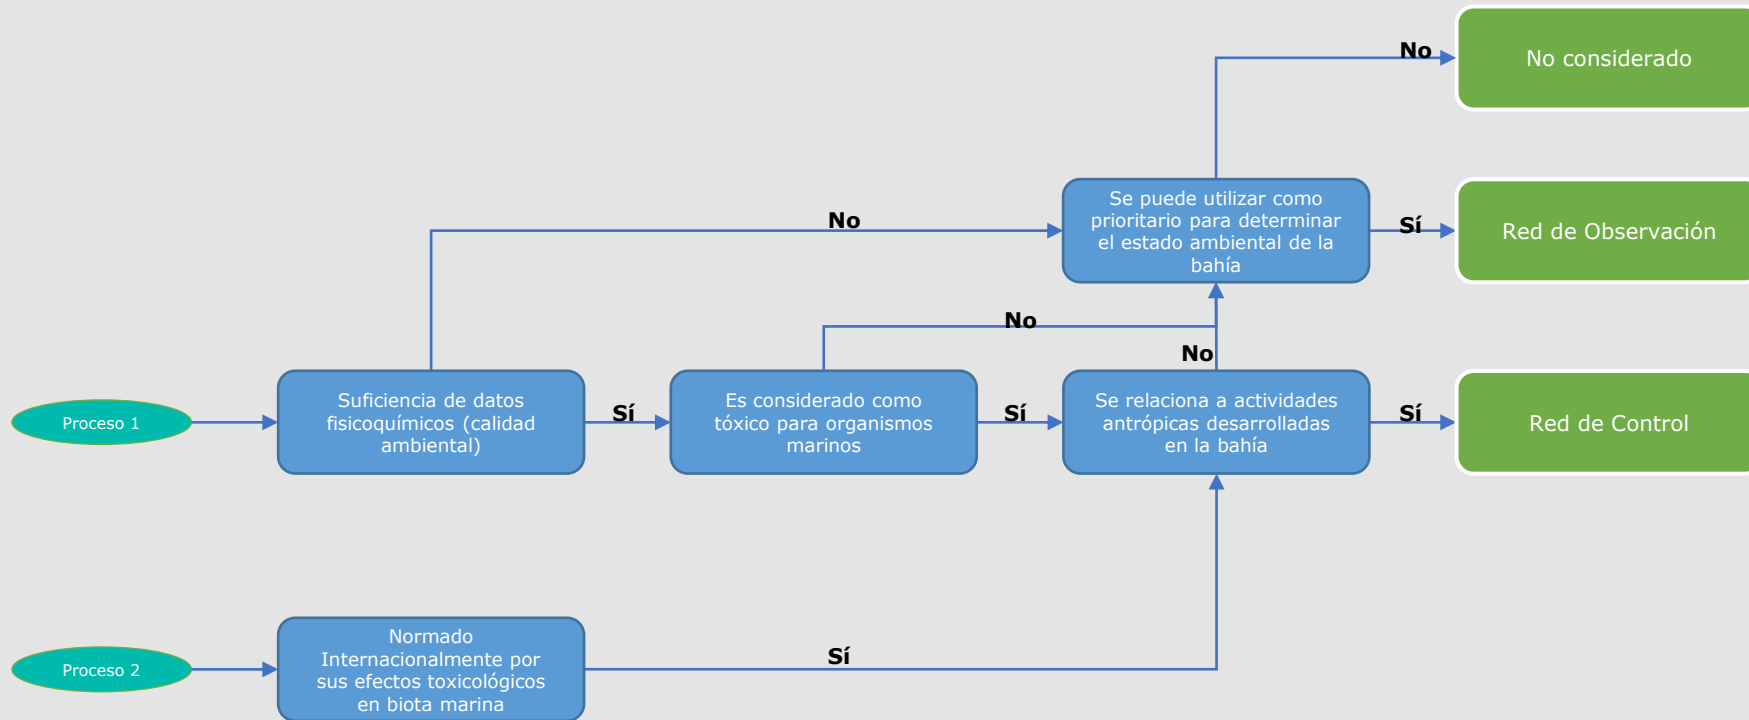 No
No considerado
Se puede utilizar como
prioritario para determinar
el estado ambiental de la
bahía
No
Sí
Red de Observación
No
No
Proceso 1
Suficiencia de datos
fisicoquímicos (calidad
ambiental)
Sí
Es considerado como
tóxico para organismos
marinos
Sí
Se relaciona a actividades
antrópicas desarrolladas
en la bahía
Sí
Red de Control
Proceso 2
Normado
Internacionalmente por
sus efectos toxicológicos
en biota marina
Sí